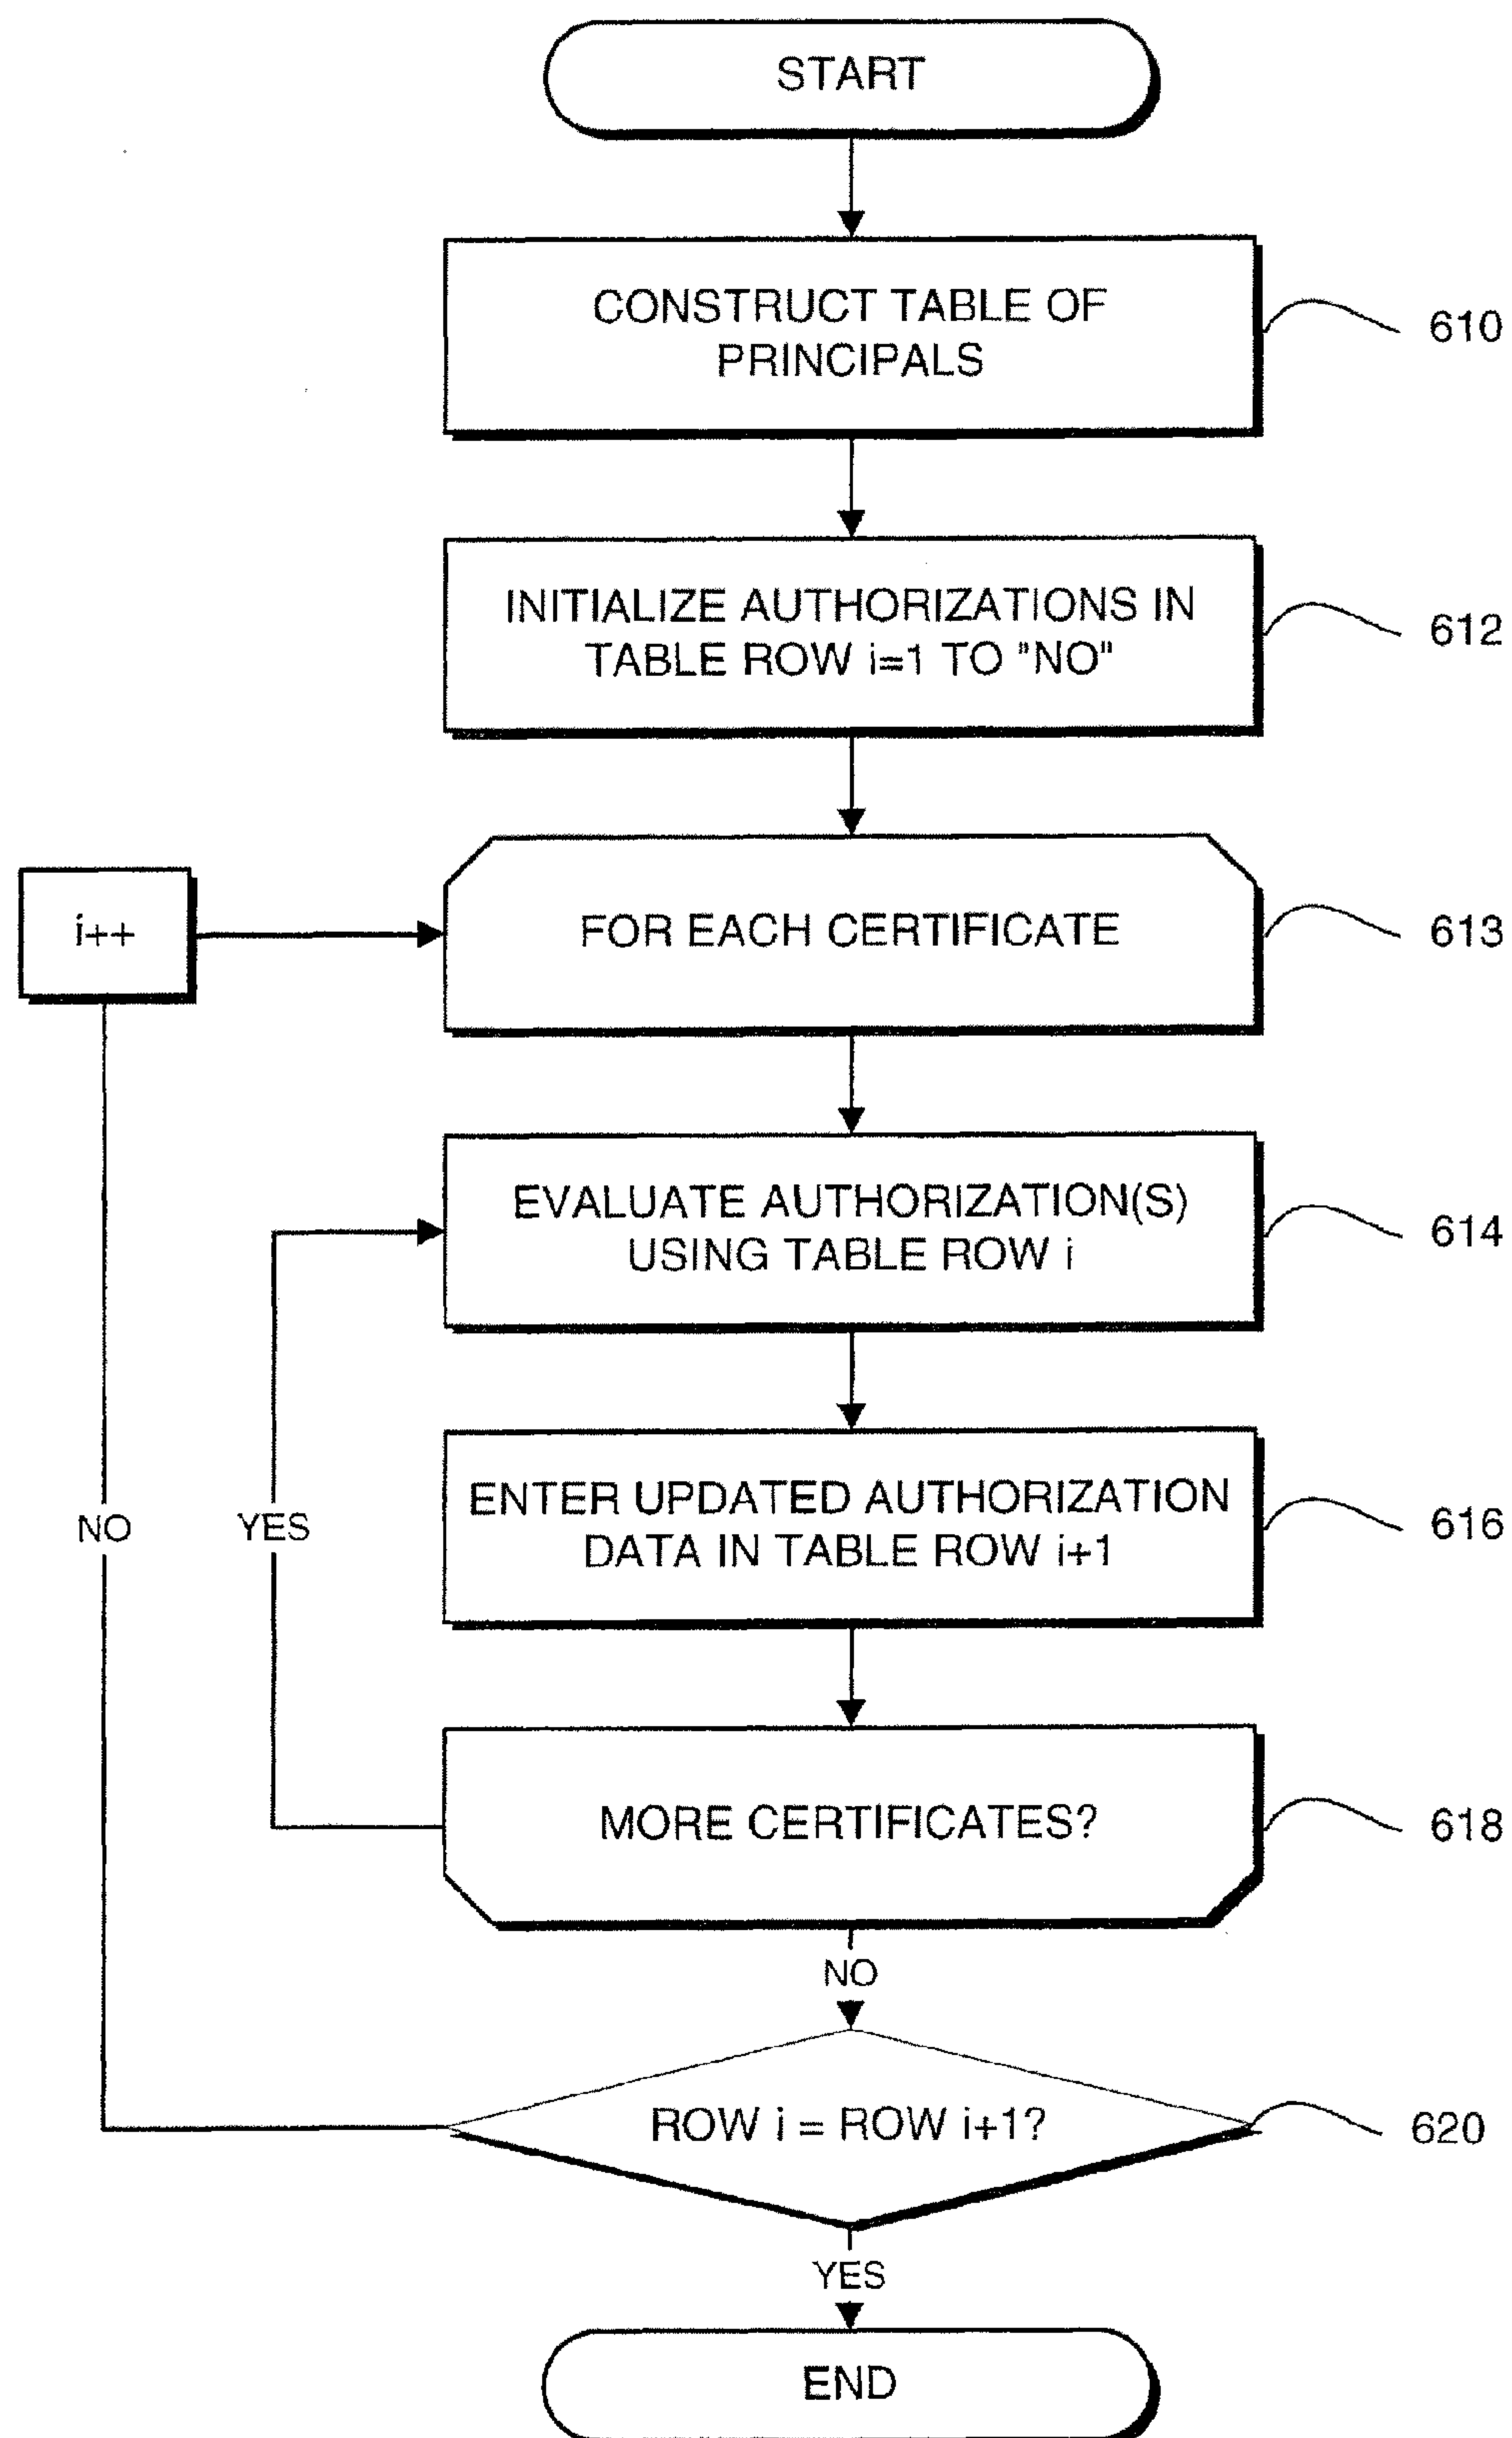 START
CONSTRUCT TABLE OF
PRINCIPALS
610
INITIALIZE AUTHORIZATIONS IN
TABLE ROW i=1 TO "NO"
612
i++
FOR EACH CERTIFICATE
613
EVALUATE AUTHORIZATION(S)
USING TABLE ROW i
614
NO
YES
ENTER UPDATED AUTHORIZATION
DATA IN TABLE ROW i+1
616
MORE CERTIFICATES?
618
NO
ROW i = ROW i+1?
620
YES
END